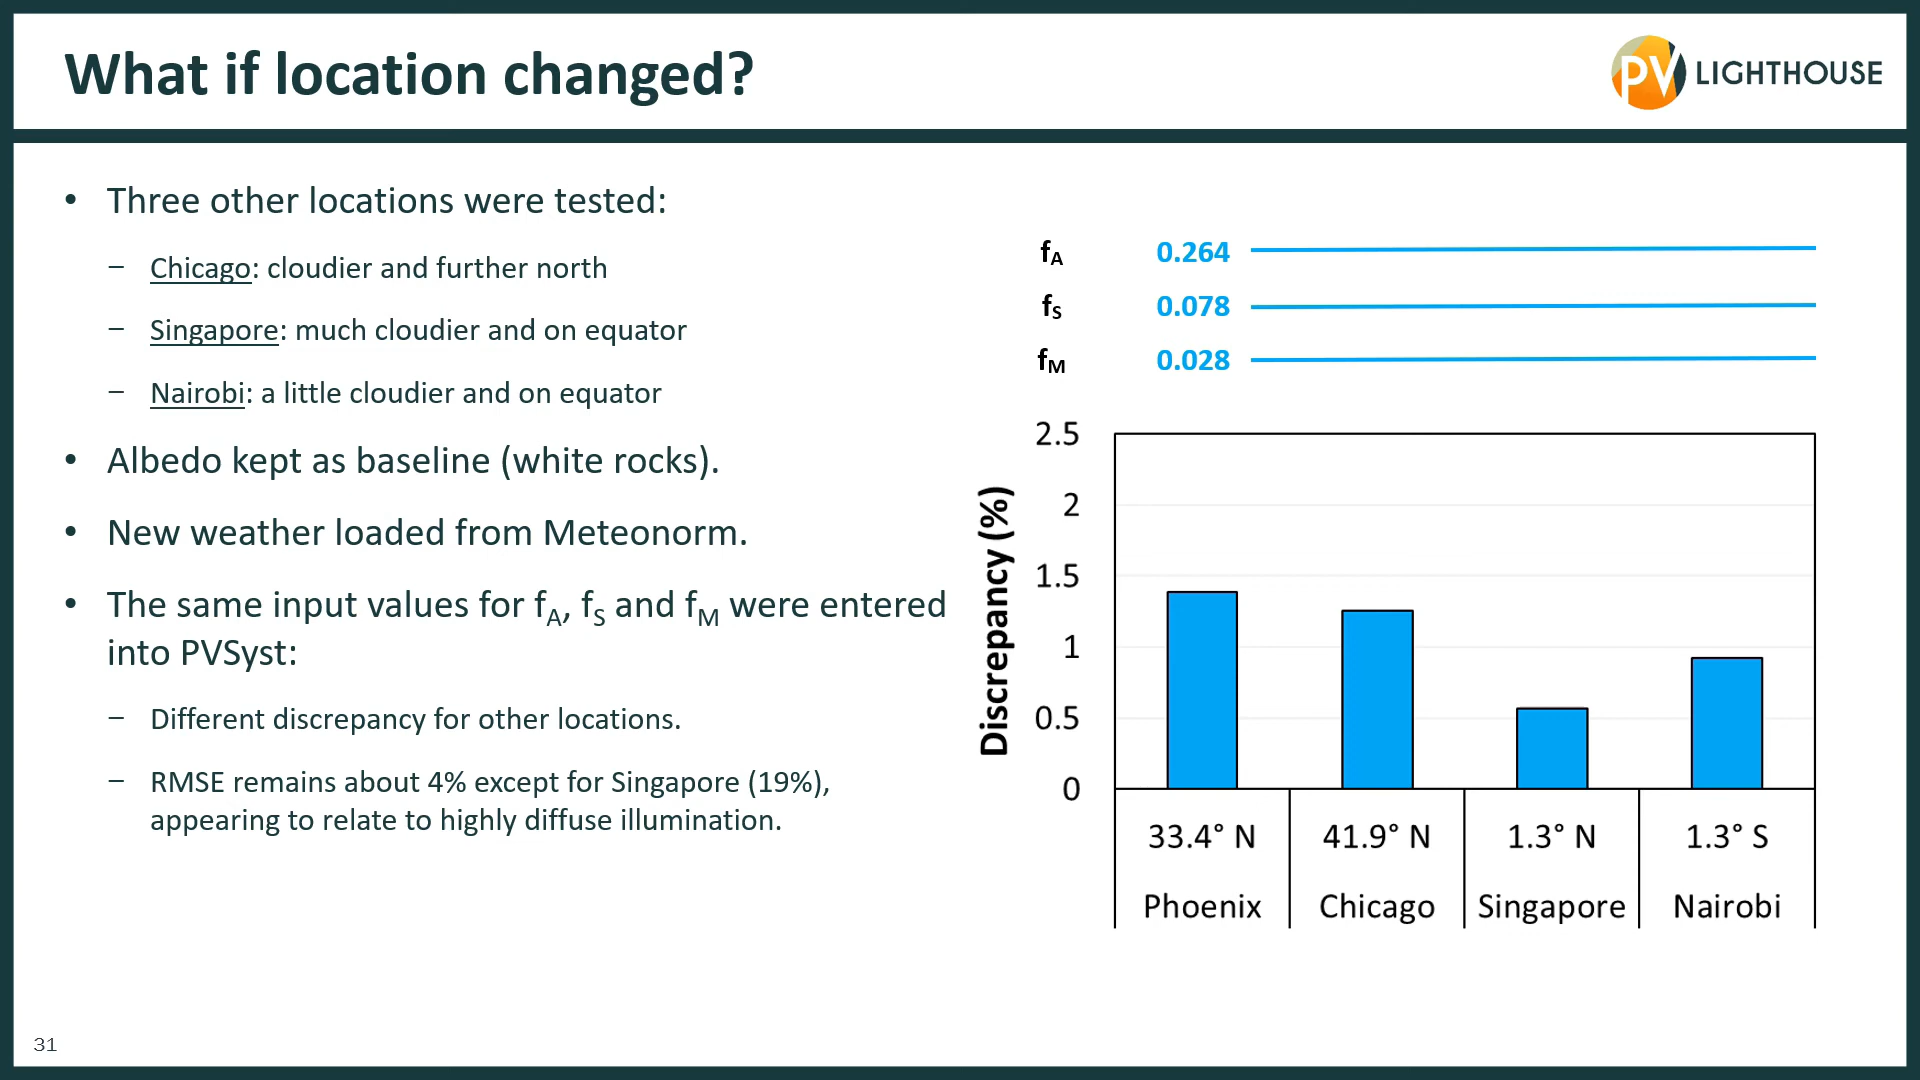 What if location changed?
PV LIGHTHOUSE
• Three other locations were tested:
– Chicago: cloudier and further north
– Singapore: much cloudier and on equator
– Nairobi: a little cloudier and on equator
• Albedo kept as baseline (white rocks).
• New weather loaded from Meteonorm.
• The same input values for fA, fS and fM were entered
into PVSyst:
– Different discrepancy for other locations.
– RMSE remains about 4% except for Singapore (19%),
appearing to relate to highly diffuse illumination.
fA 0.264
fS 0.078
fM 0.028
Discrepancy (%)
2.5
2
1.5
1
0.5
0
33.4° N 41.9° N 1.3° N 1.3° S
Phoenix Chicago Singapore Nairobi
31